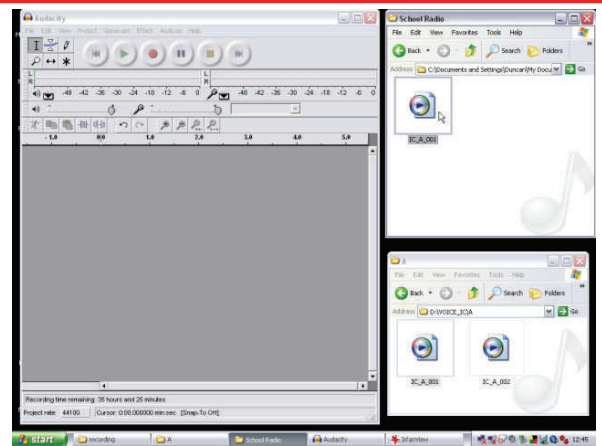 Audacity
File Edit View Project Generate Effect Analyze Help
L
R
-48 -42 -36 -30 -24 -18 -12 -6 0
L
R
-48 -42 -36 -30 -24 -18 -12 -6 0
- 1.0 0.0 1.0 2.0 3.0 4.0 5.0
Recording time remaining: 35 hours and 25 minutes
Project rate: 44100 Cursor: 0:00.000000 min:sec [Snap-To Off]
School Radio
File Edit View Favorites Tools Help
Back Search Folders
Address C:\Documents and Settings\Duncan\My Docu Go
IC_A_001
A
File Edit View Favorites Tools Help
Back Search Folders
Address D:\VOICE_IC\A Go
IC_A_001 IC_A_002
start recording A School Radio Audacity IrfanView 12:45